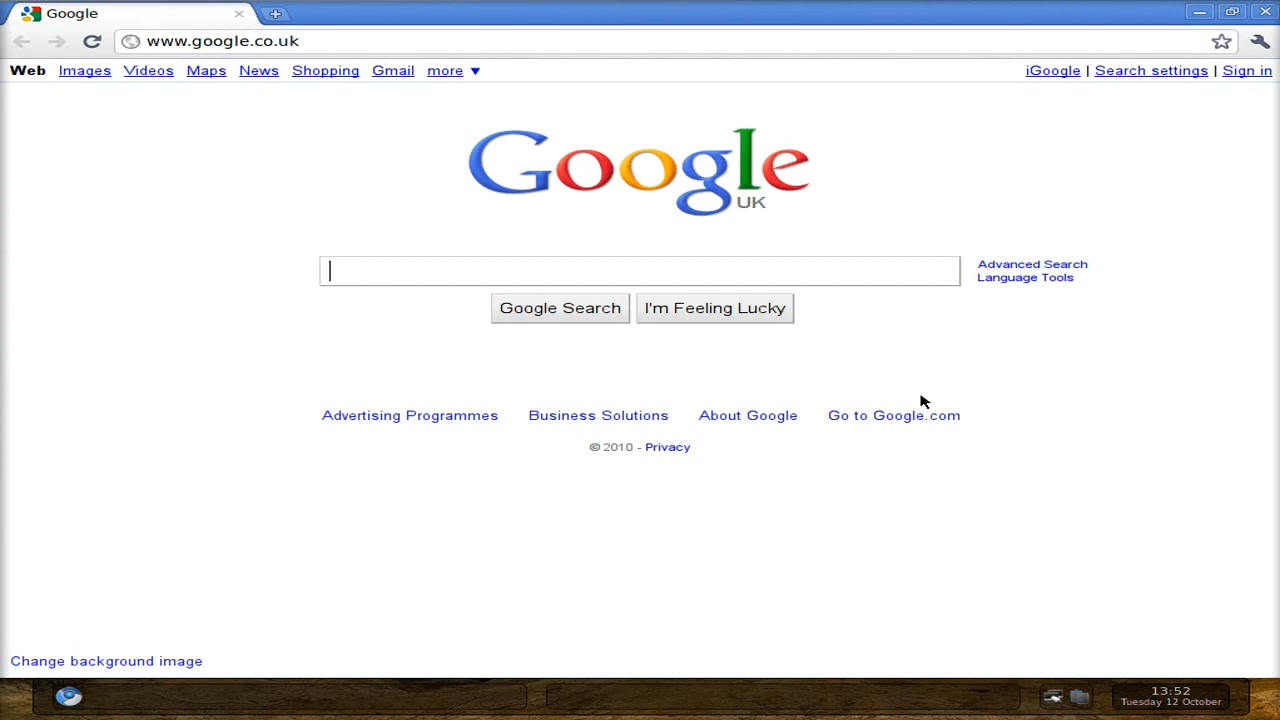 Google
www.google.co.uk
Web Images Videos Maps News Shopping Gmail more ▼ iGoogle | Search settings | Sign in
Google
UK
Advanced Search
Language Tools
Google Search I'm Feeling Lucky
Advertising Programmes Business Solutions About Google Go to Google.com
© 2010 - Privacy
Change background image
13:52
Tuesday 12 October